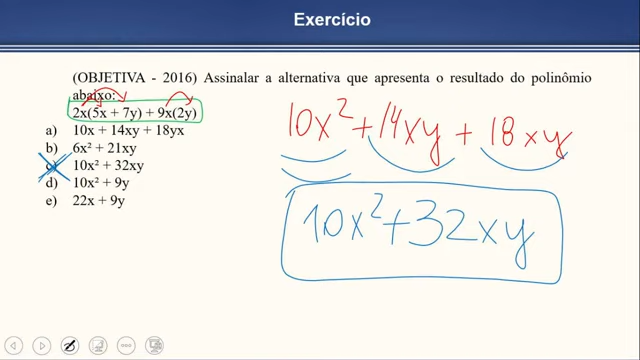 Exercício
(OBJETIVA - 2016) Assinalar a alternativa que apresenta o resultado do polinômio
abaixo:
2x(5x + 7y) + 9x(2y)
a) 10x + 14xy + 18yx
b) 6x² + 21xy
c) 10x² + 32xy
d) 10x² + 9y
e) 22x + 9y
10x² + 14xy + 18xy
10x² + 32xy